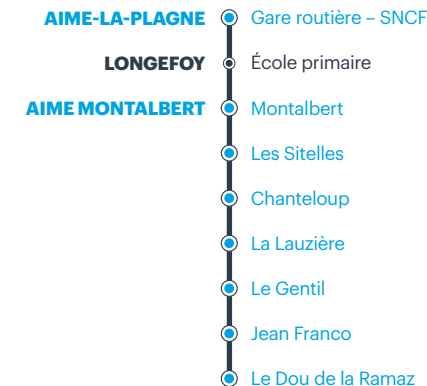 AIME-LA-PLAGNE Gare routière – SNCF
LONGEFOY École primaire
AIME MONTALBERT Montalbert
Les Sitelles
Chanteloup
La Lauzière
Le Gentil
Jean Franco
Le Dou de la Ramaz